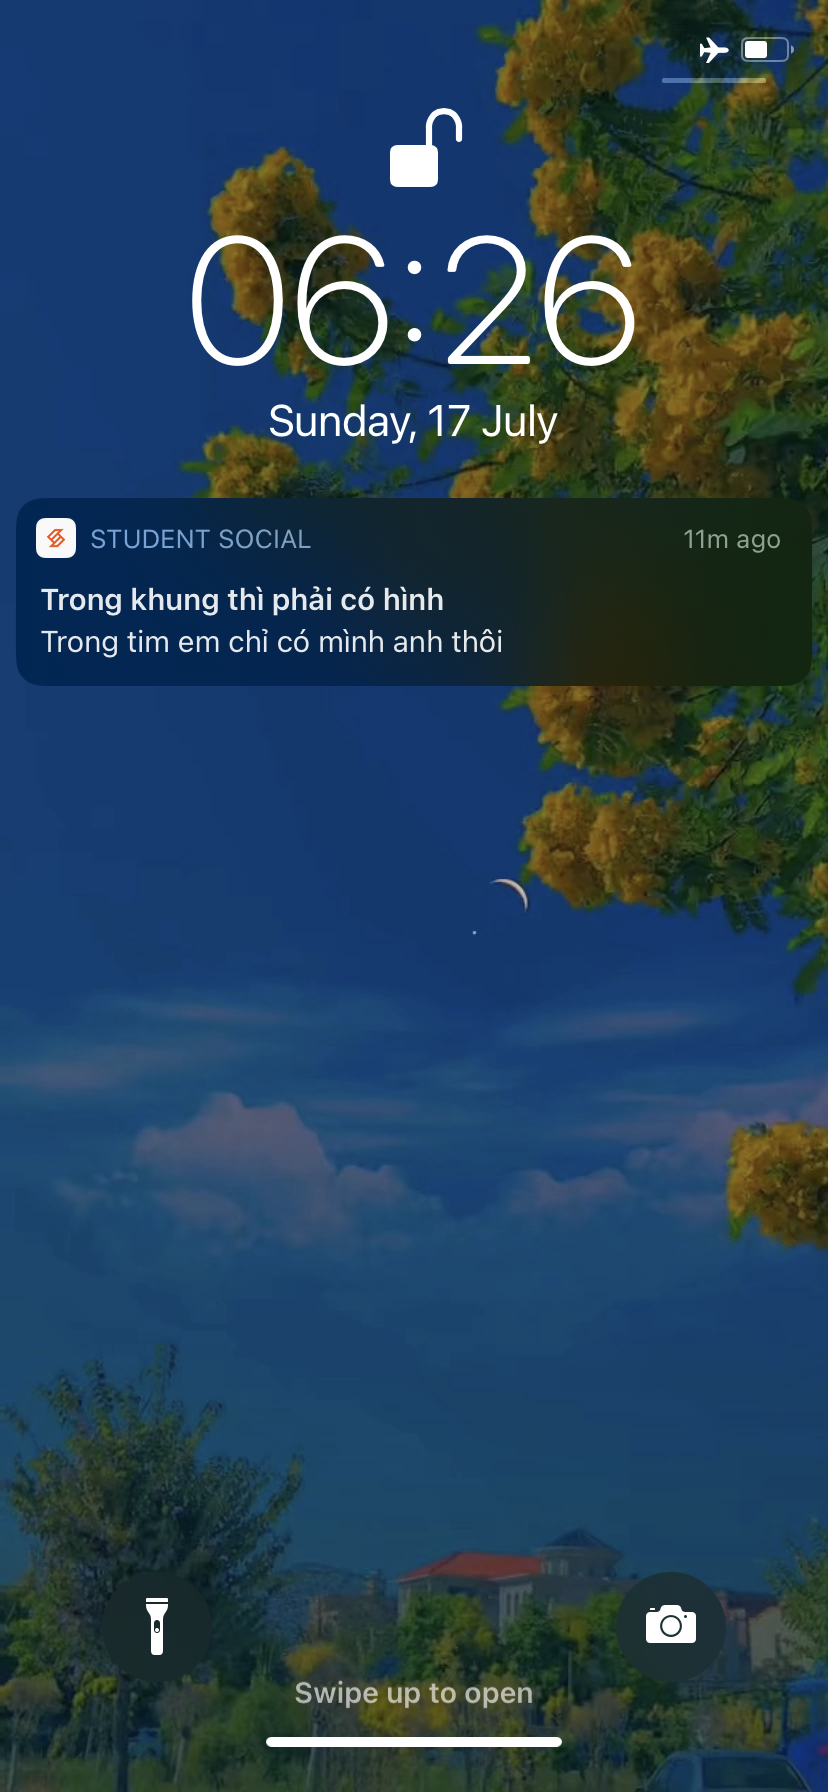 06:26
Sunday, 17 July
STUDENT SOCIAL 11m ago
Trong khung thì phải có hình
Trong tim em chỉ có mình anh thôi
Swipe up to open